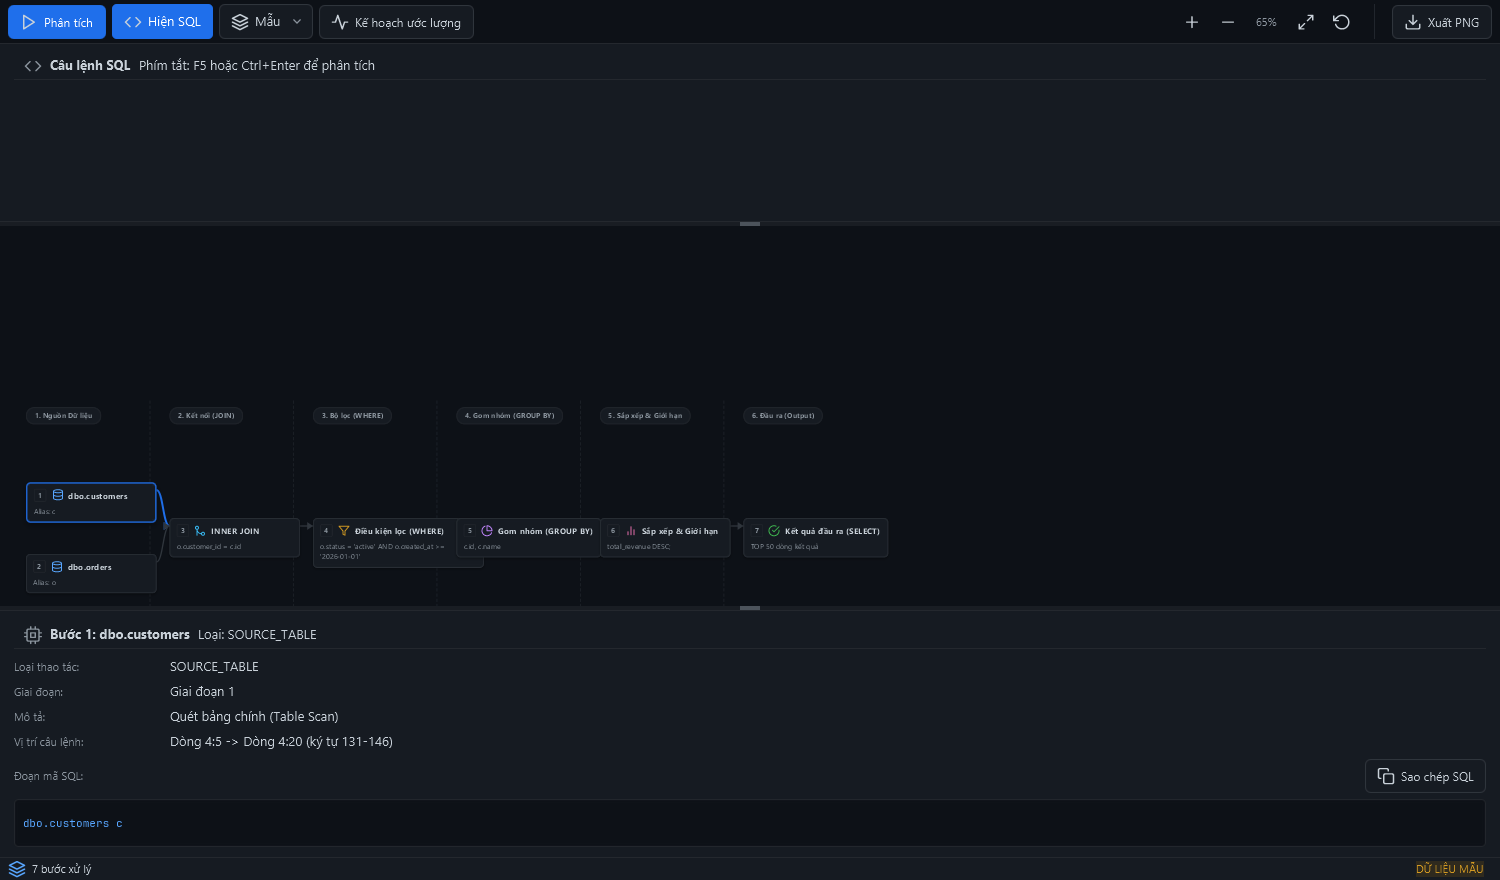 Phân tích
Hiện SQL
Mẫu
Kế hoạch ước lượng
65%
Xuất PNG
Câu lệnh SQL Phím tắt: F5 hoặc Ctrl+Enter để phân tích
1. Nguồn Dữ liệu
2. Kết nối (JOIN)
3. Bộ lọc (WHERE)
4. Gom nhóm (GROUP BY)
5. Sắp xếp & Giới hạn
6. Đầu ra (Output)
1 dbo.customers
Alias: c
2 dbo.orders
Alias: o
3 INNER JOIN
o.customer_id = c.id
4 Điều kiện lọc (WHERE)
o.status = 'active' AND o.created_at >=
'2026-01-01'
5 Gom nhóm (GROUP BY)
c.id, c.name
6 Sắp xếp & Giới hạn
total_revenue DESC;
7 Kết quả đầu ra (SELECT)
TOP 50 dòng kết quả
Bước 1: dbo.customers Loại: SOURCE_TABLE
Loại thao tác: SOURCE_TABLE
Giai đoạn: Giai đoạn 1
Mô tả: Quét bảng chính (Table Scan)
Vị trí câu lệnh: Dòng 4:5 -> Dòng 4:20 (ký tự 131-146)
Đoạn mã SQL:
Sao chép SQL
dbo.customers c
7 bước xử lý
DỮ LIỆU MẪU